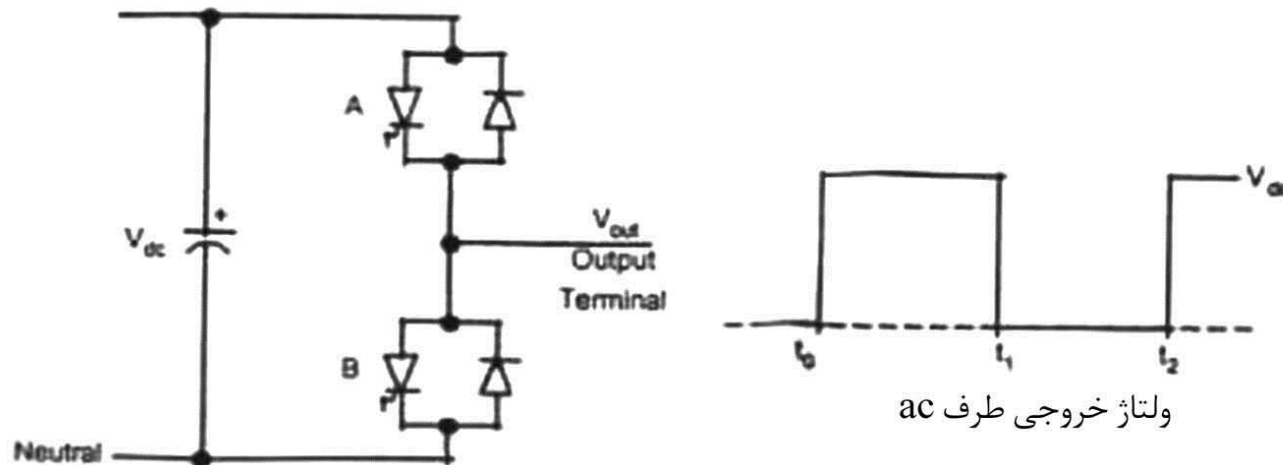 A
V_dc
+
V_out
Output
Terminal
B
Neutral
t_0
t_1
t_2
ولتاژ خروجی طرف ac